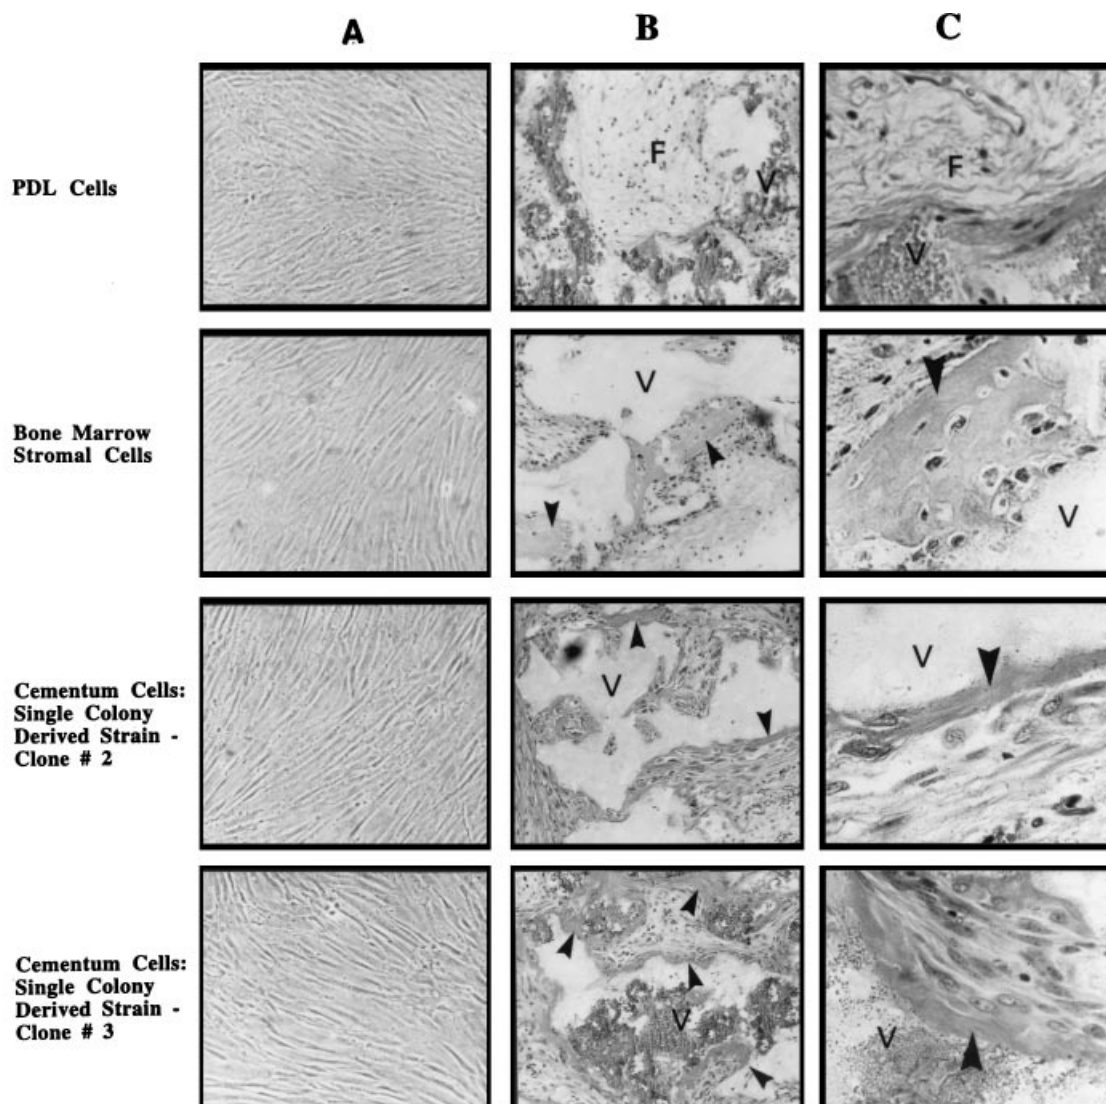 A B C
PDL Cells
F
V
F
V
Bone Marrow
Stromal Cells
V
V
Cementum Cells:
Single Colony
Derived Strain -
Clone # 2
V
V
Cementum Cells:
Single Colony
Derived Strain -
Clone # 3
V
V